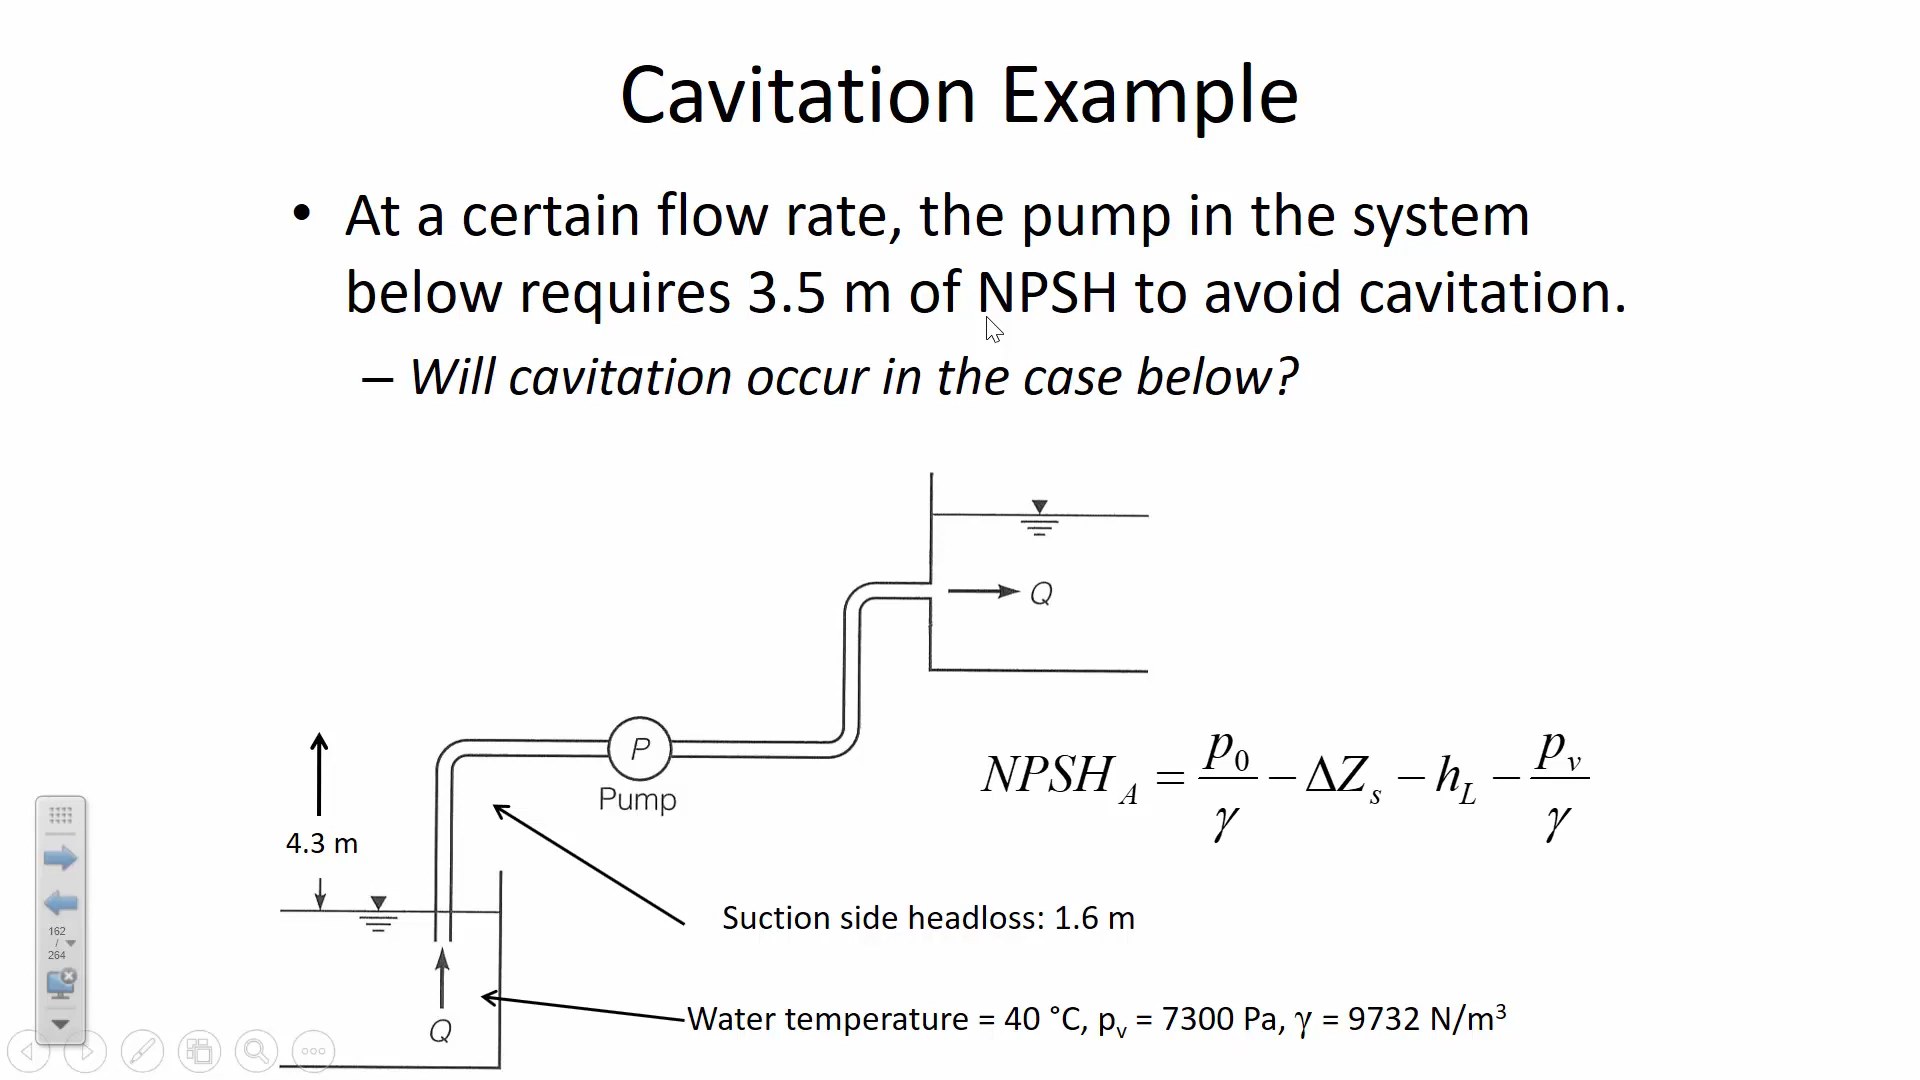 Cavitation Example
• At a certain flow rate, the pump in the system
below requires 3.5 m of NPSH to avoid cavitation.
– Will cavitation occur in the case below?
Q
P
Pump
4.3 m
NPSH_A = p_0/γ − ΔZ_s − h_L − p_v/γ
Suction side headloss: 1.6 m
Water temperature = 40 °C, p_v = 7300 Pa, γ = 9732 N/m³
Q
162
/
264